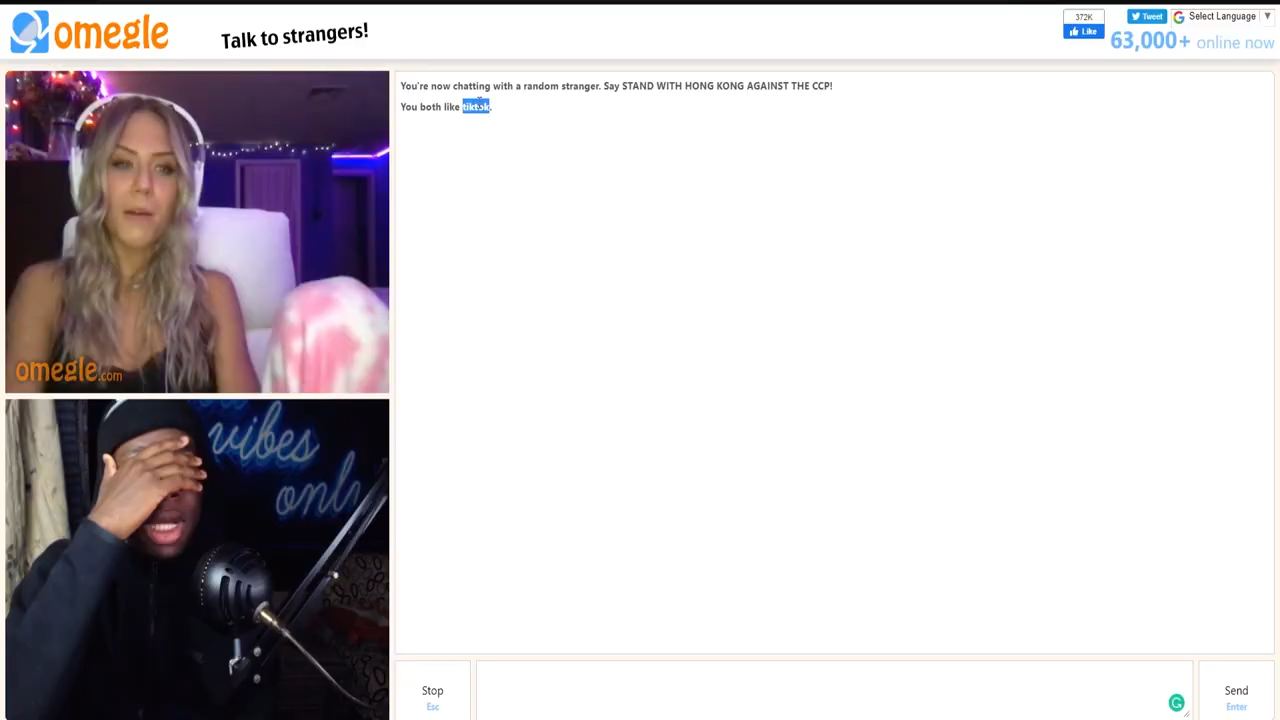 omegle
Talk to strangers!
372K
Like
Tweet
Select Language
63,000+ online now
You're now chatting with a random stranger. Say STAND WITH HONG KONG AGAINST THE CCP!
You both like tiktok.
omegle.com
vibes
only
Stop
Esc
Send
Enter